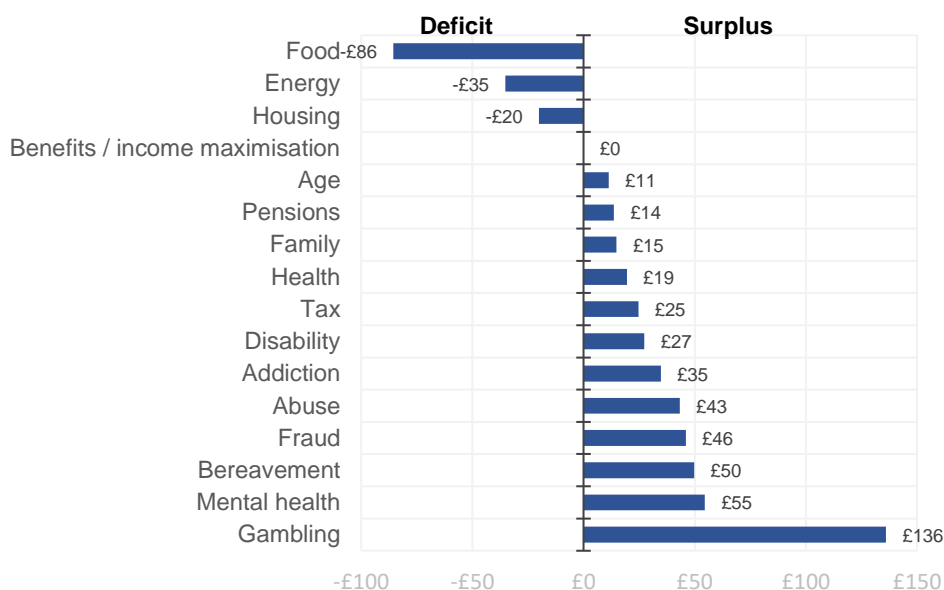 Deficit Surplus
Food -£86
Energy -£35
Housing -£20
Benefits / income maximisation £0
Age £11
Pensions £14
Family £15
Health £19
Tax £25
Disability £27
Addiction £35
Abuse £43
Fraud £46
Bereavement £50
Mental health £55
Gambling £136
-£100 -£50 £0 £50 £100 £150